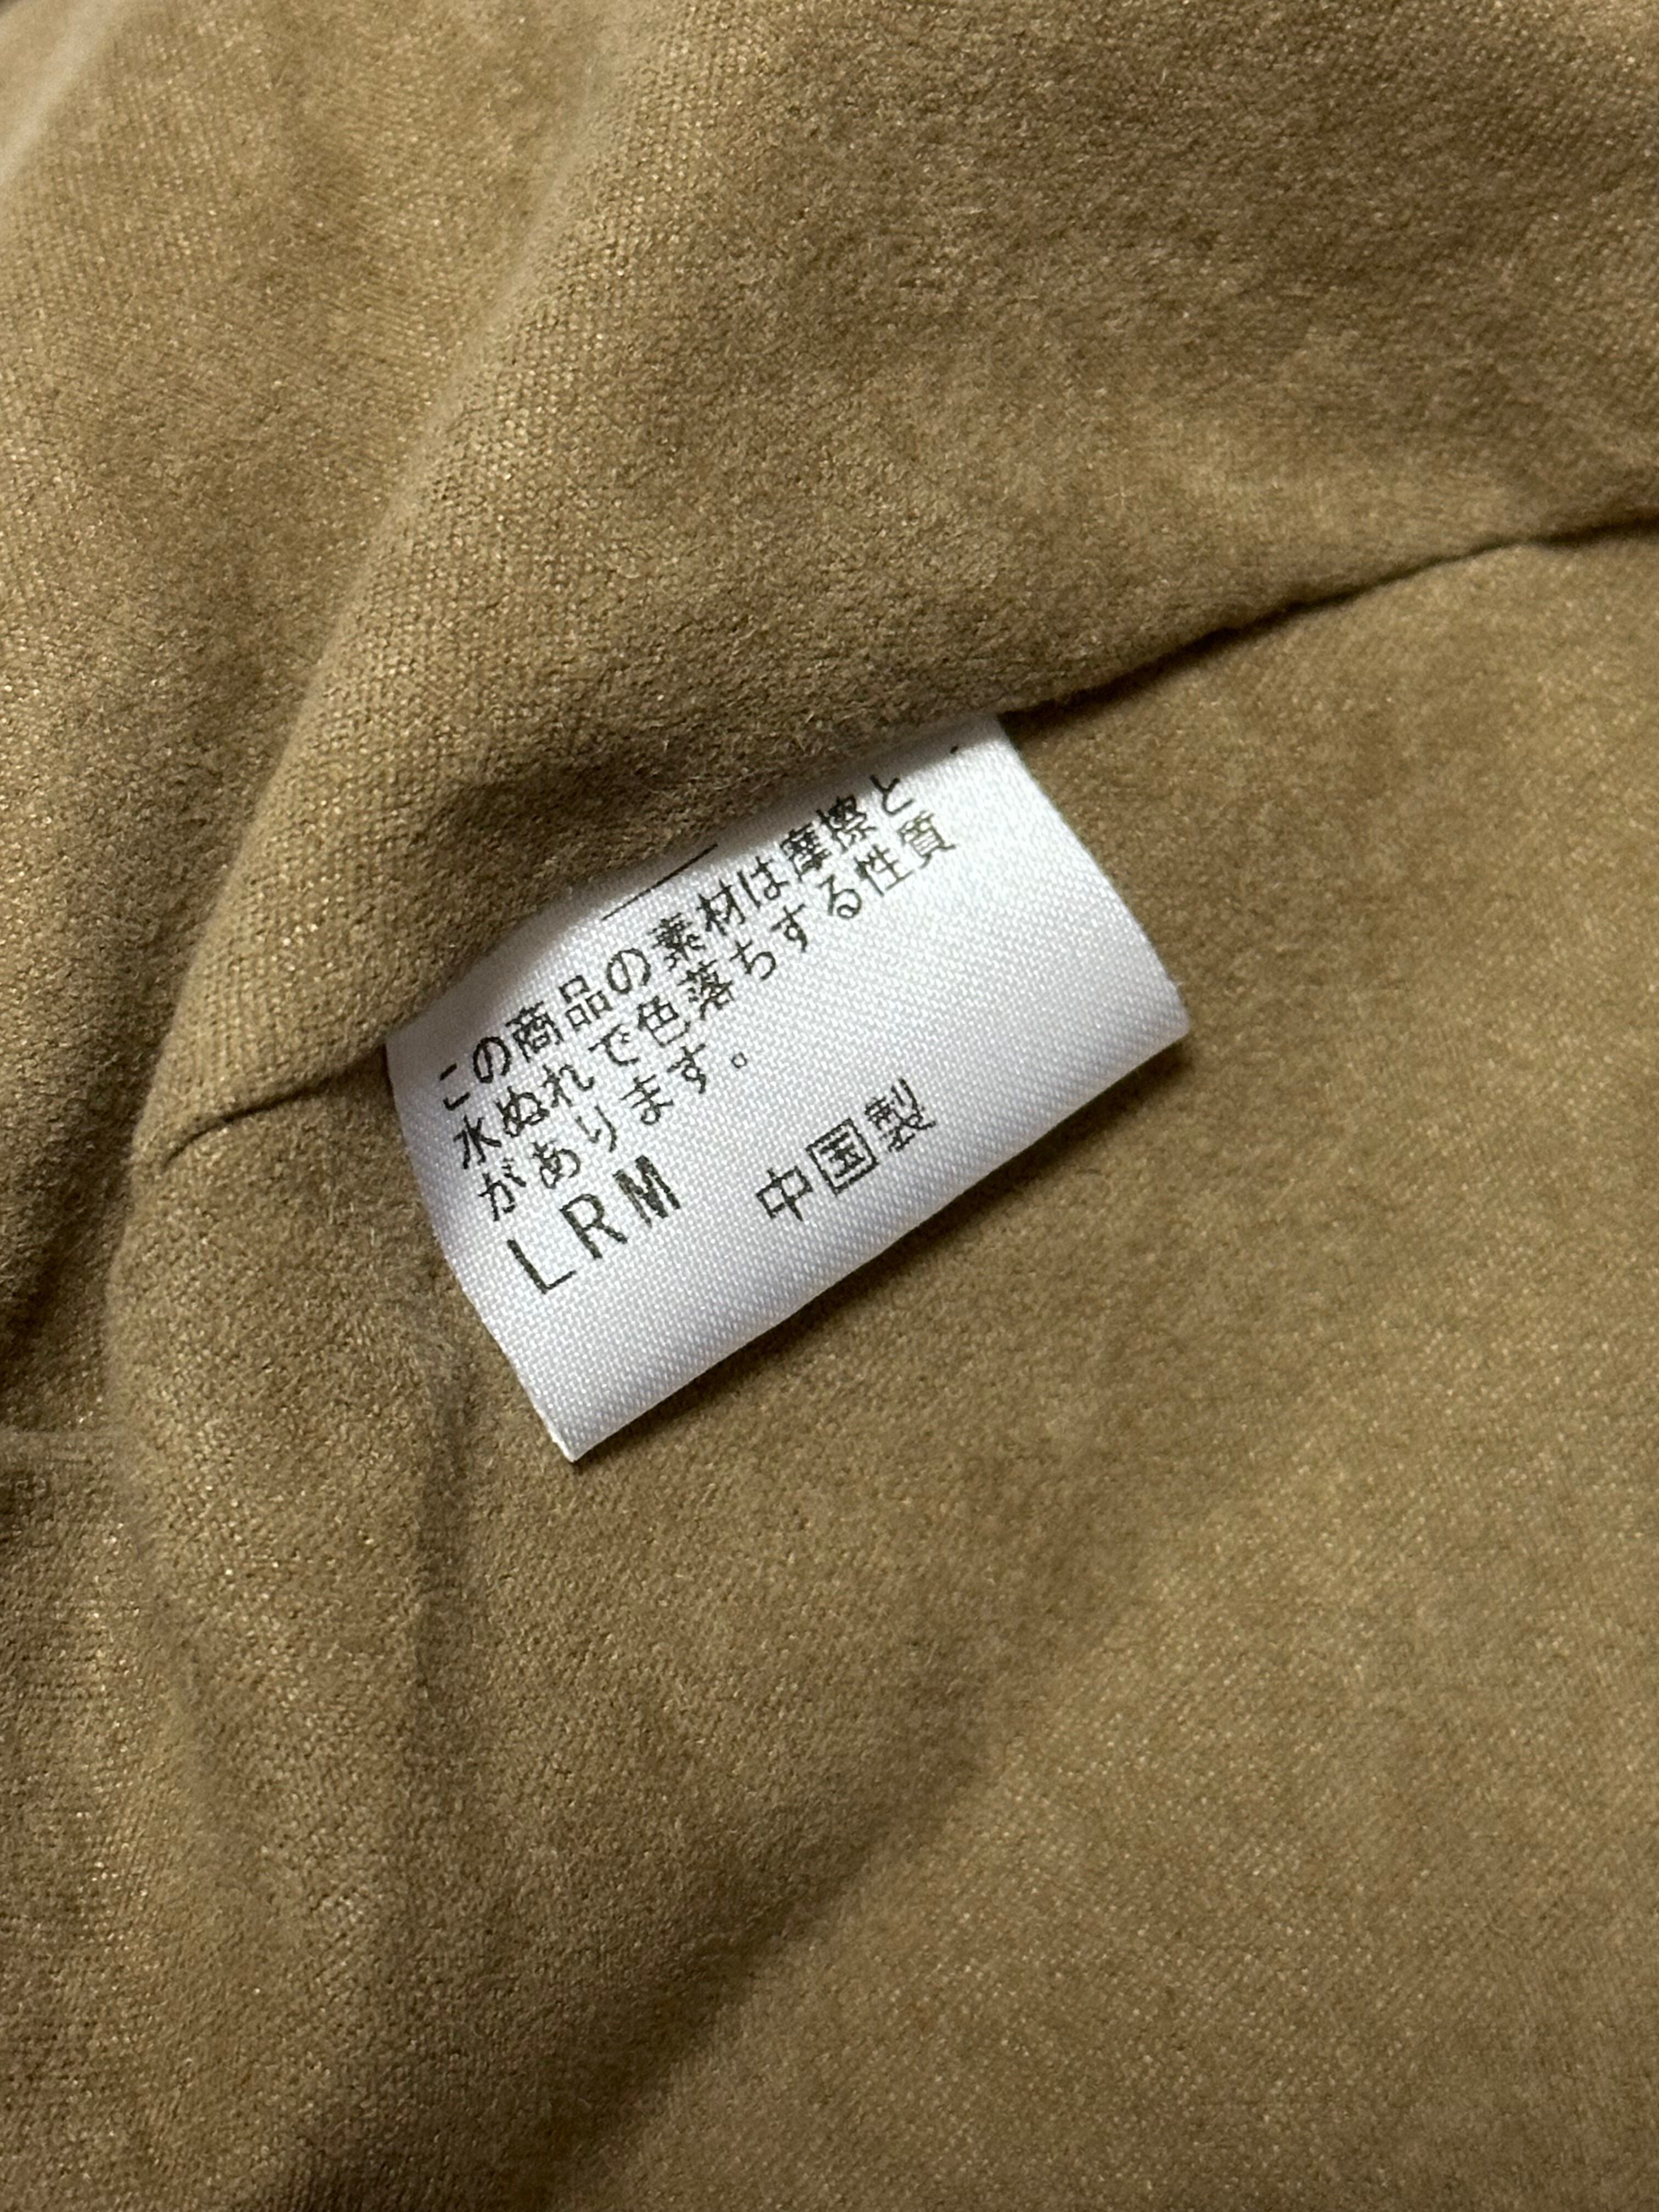 この商品の素材は摩擦と
水ぬれで色落ちする性質
があります。
LRM 中国製